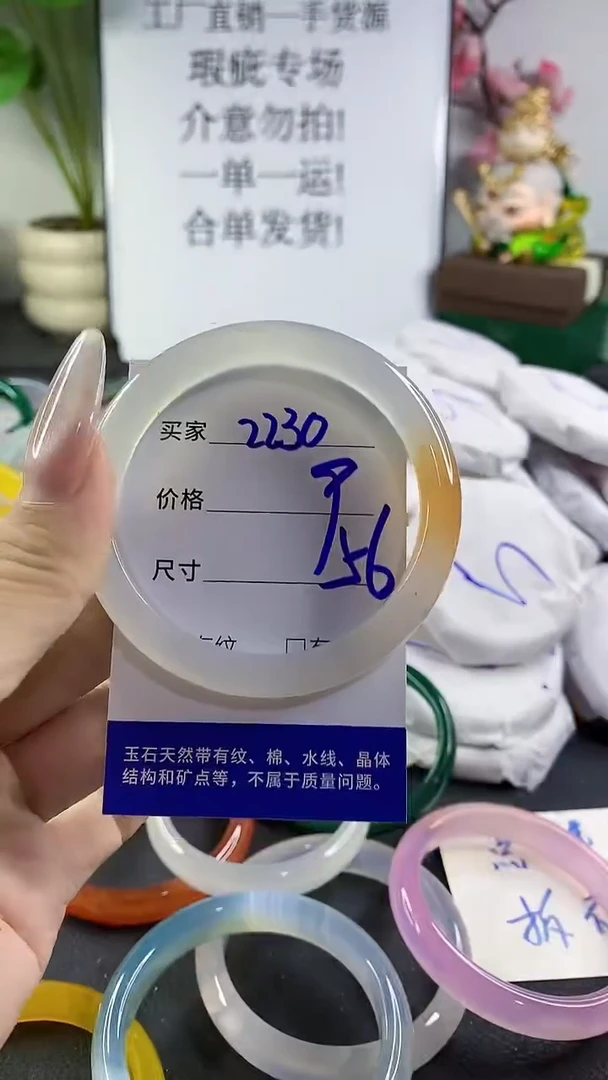 工厂直销一手货源
瑕疵专场
介意勿拍!
一单一运!
合单发货!
买家 2230
价格
尺寸 56
玉石天然带有纹、棉、水线、晶体
结构和矿点等，不属于质量问题。